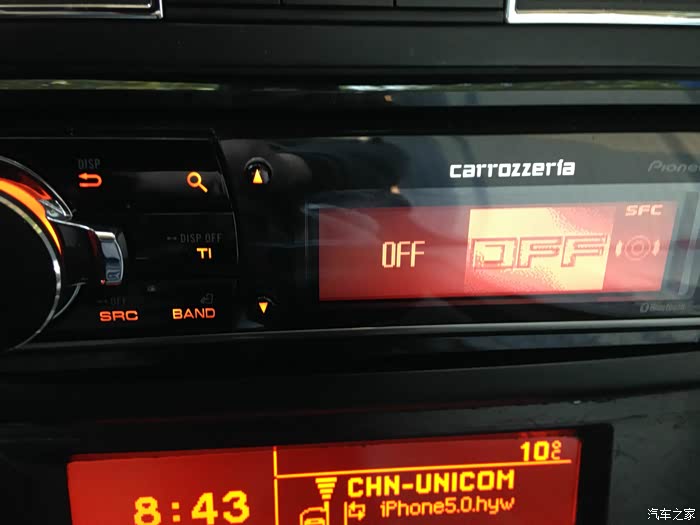 DISP
carrozzeria
Pioneer
SFC
DISP OFF
OFF
OFF
TI
OFF
SRC
BAND
10°C
CHN-UNICOM
8:43
iPhone5.0.hyw
汽车之家